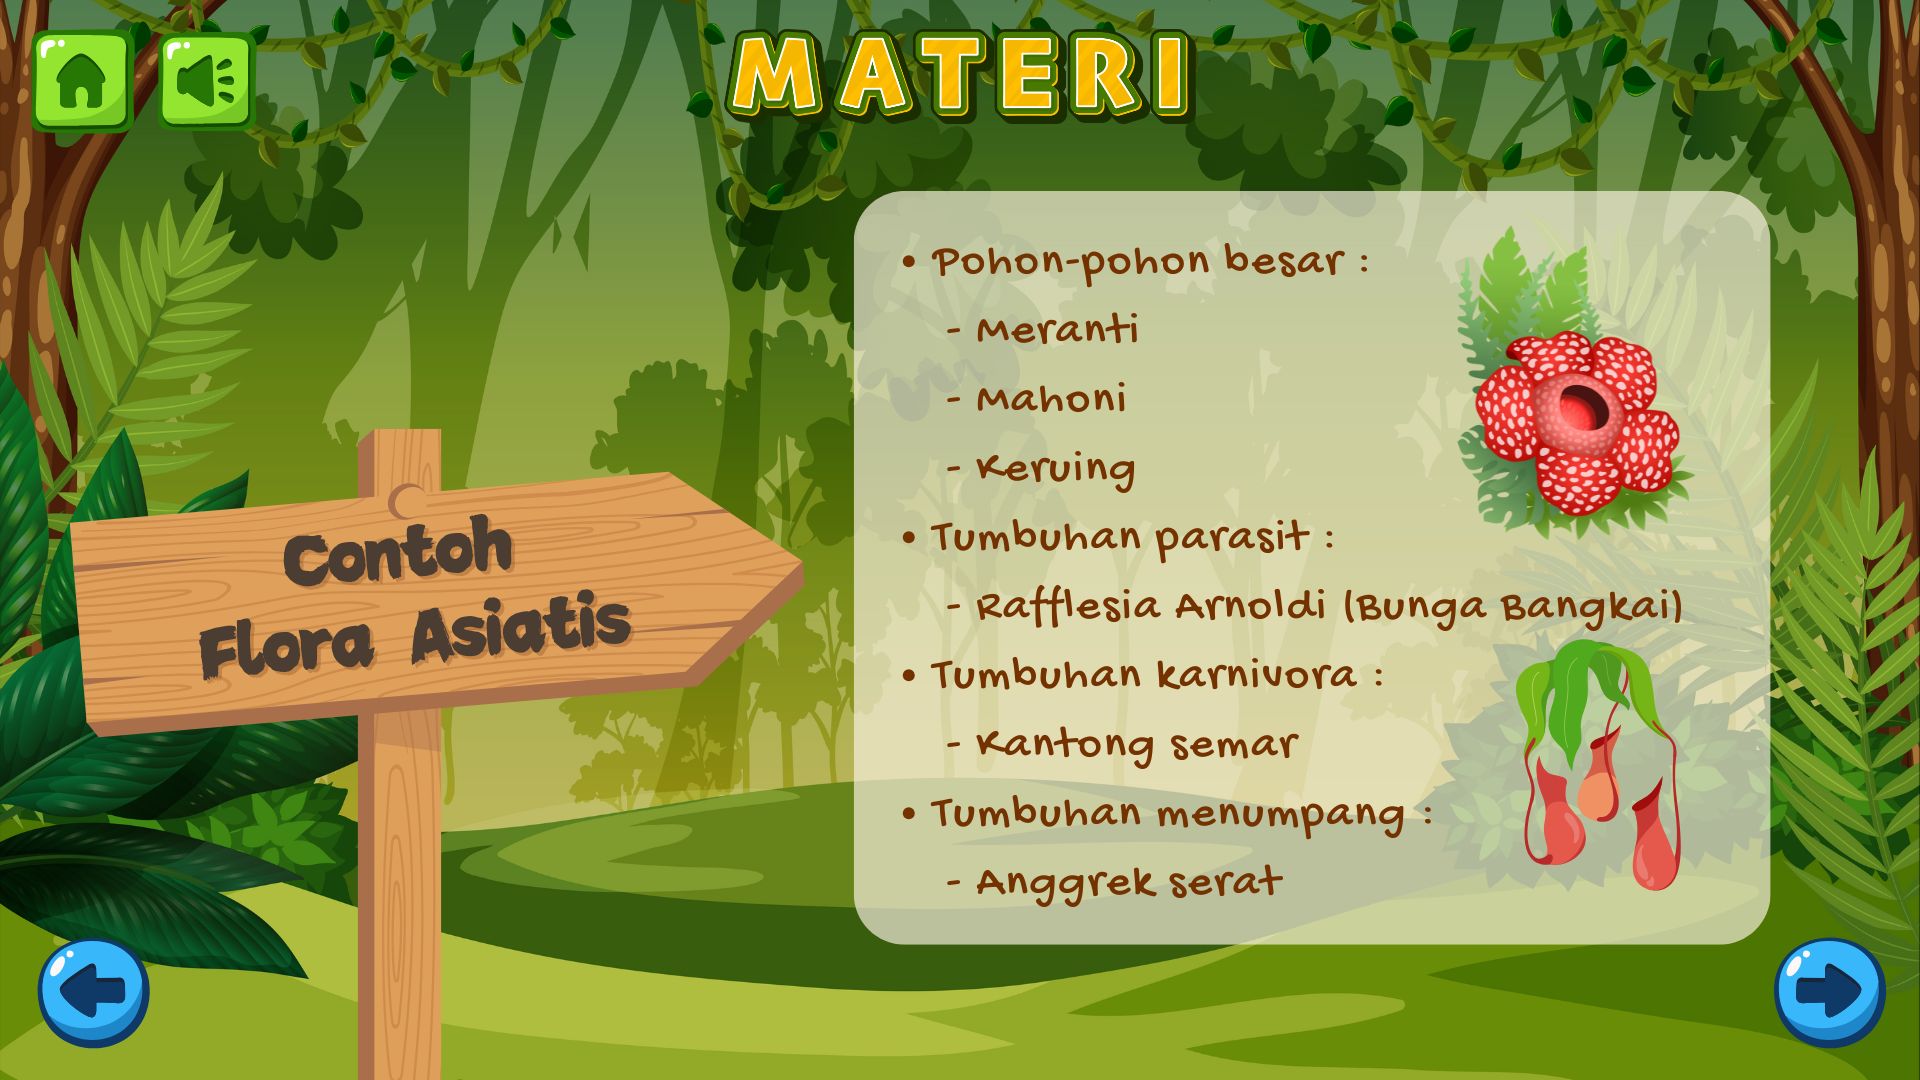 MATERI
Contoh
Flora Asiatis
• Pohon-pohon besar :
- Meranti
- Mahoni
- Keruing
• Tumbuhan parasit :
- Rafflesia Arnoldi (Bunga Bangkai)
• Tumbuhan karnivora :
- Kantong semar
• Tumbuhan menumpang :
- Anggrek serat